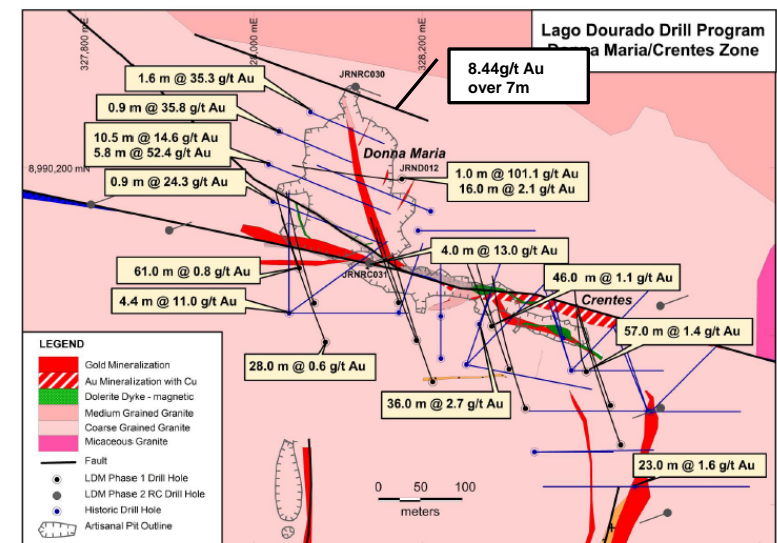 Lago Dourado Drill Program
Donna Maria/Crentes Zone
327,800 mE
328,200 mE
8.44g/t Au
over 7m
JRNRC030
1.6 m @ 35.3 g/t Au
0.9 m @ 35.8 g/t Au
10.5 m @ 14.6 g/t Au
5.8 m @ 52.4 g/t Au
Donna Maria
JRND012
1.0 m @ 101.1 g/t Au
16.0 m @ 2.1 g/t Au
8,990,200 mN
0.9 m @ 24.3 g/t Au
4.0 m @ 13.0 g/t Au
61.0 m @ 0.8 g/t Au
JRNRC031
46.0 m @ 1.1 g/t Au
4.4 m @ 11.0 g/t Au
Crentes
57.0 m @ 1.4 g/t Au
28.0 m @ 0.6 g/t Au
36.0 m @ 2.7 g/t Au
23.0 m @ 1.6 g/t Au
LEGEND
Gold Mineralization
Au Mineralization with Cu
Dolerite Dyke - magnetic
Medium Grained Granite
Coarse Grained Granite
Micaceous Granite
Fault
LDM Phase 1 Drill Hole
LDM Phase 2 RC Drill Hole
Historic Drill Hole
Artisanal Pit Outline
0 50 100
meters